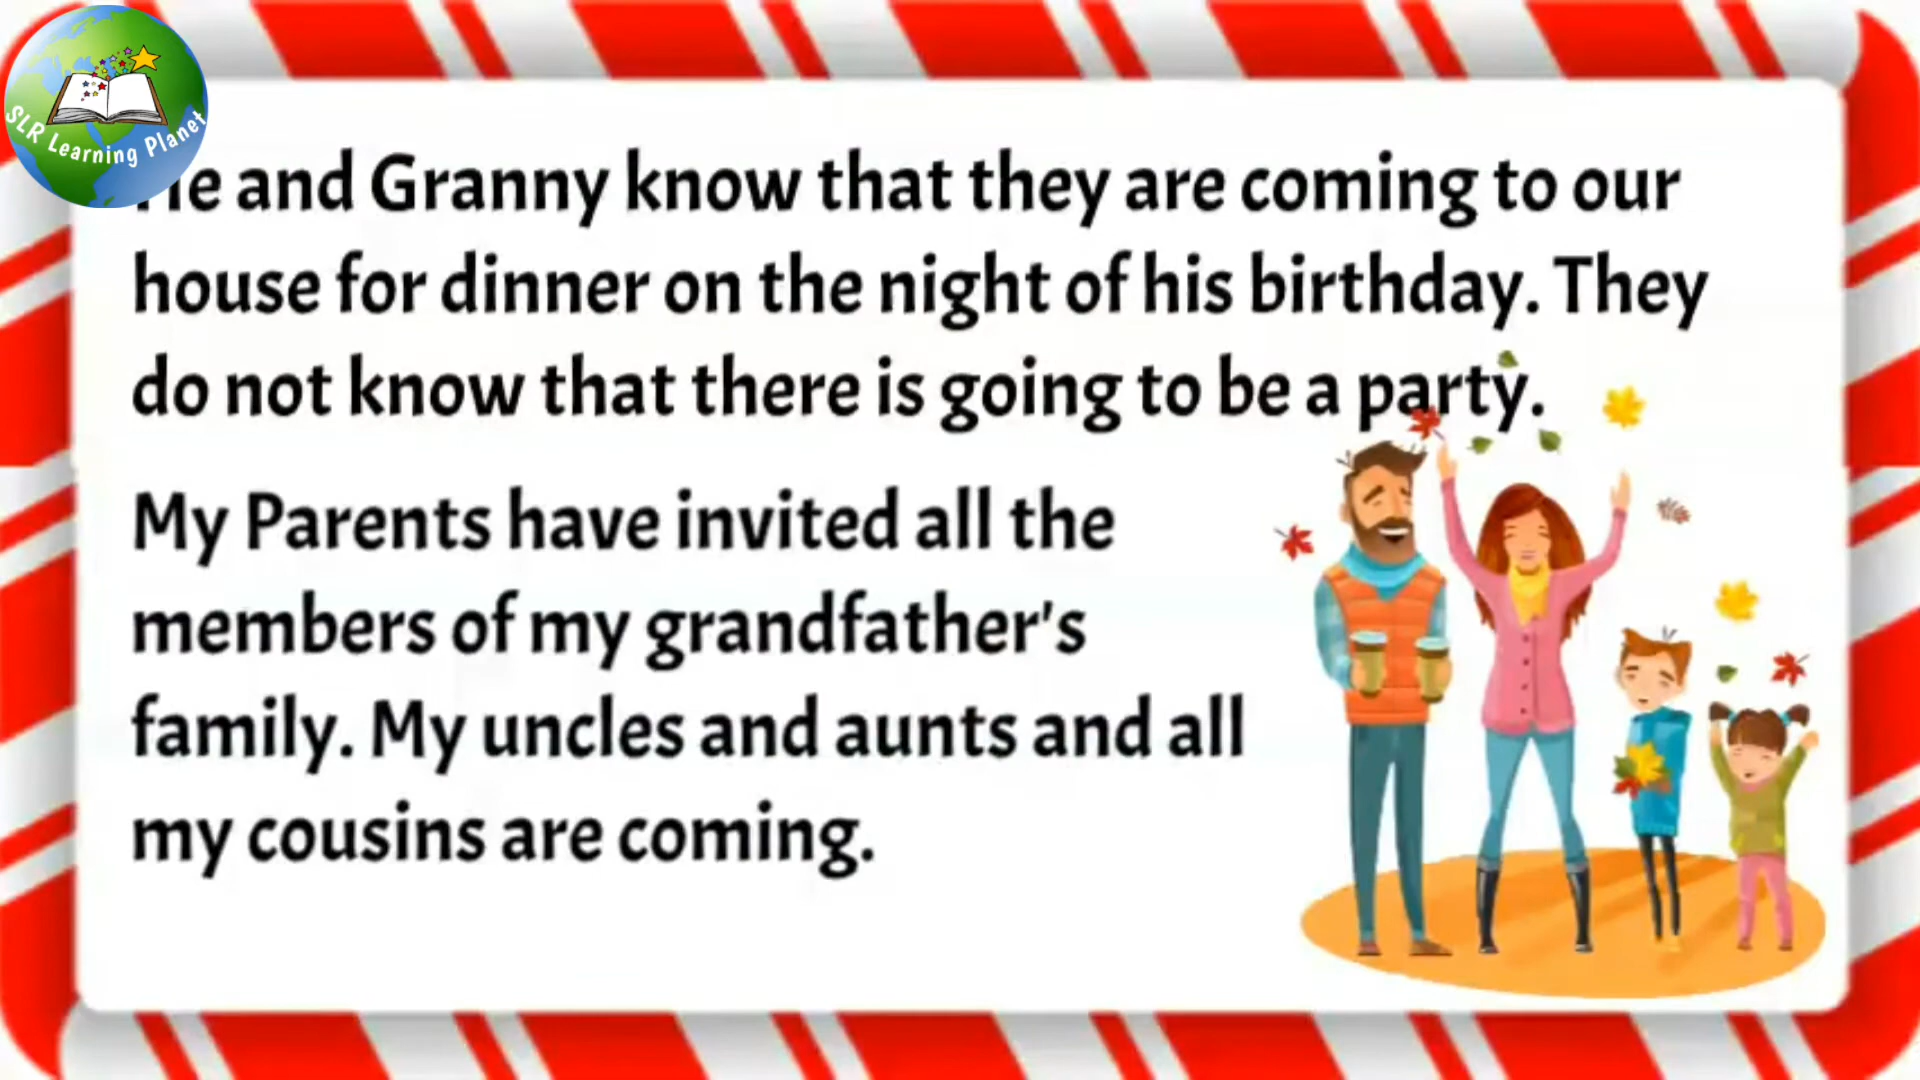 SLR Learning Planet
He and Granny know that they are coming to our
house for dinner on the night of his birthday. They
do not know that there is going to be a party.
My Parents have invited all the
members of my grandfather's
family. My uncles and aunts and all
my cousins are coming.